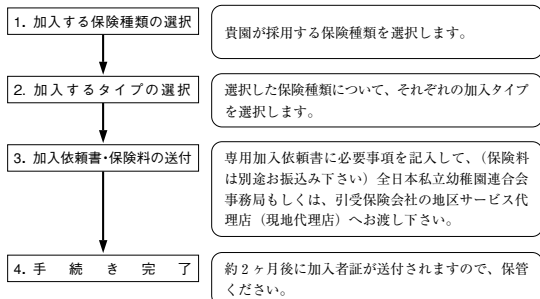 1. 加入する保険種類の選択
貴園が採用する保険種類を選択します。
2. 加入するタイプの選択
選択した保険種類について、それぞれの加入タイプ
を選択します。
3. 加入依頼書・保険料の送付
専用加入依頼書に必要事項を記入して、（保険料
は別途お振込み下さい）全日本私立幼稚園連合会
事務局もしくは、引受保険会社の地区サービス代
理店（現地代理店）へお渡し下さい。
4. 手続き完了
約２ヶ月後に加入者証が送付されますので、保管
ください。